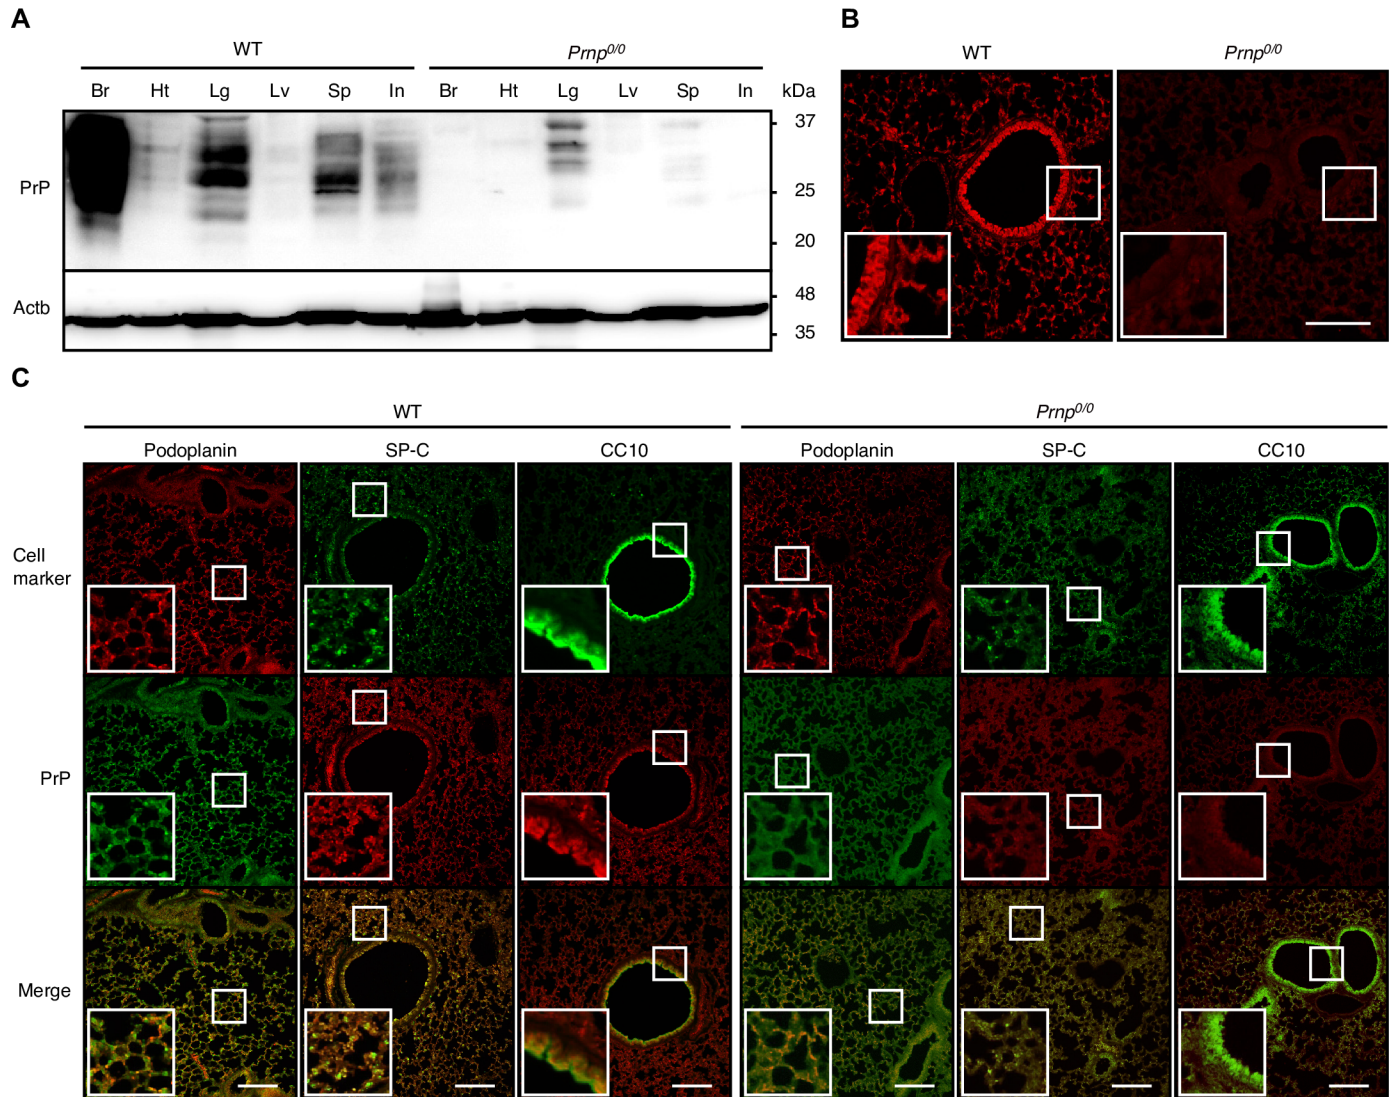 A
B
WT
Prnp0/0
WT
Prnp0/0
Br Ht Lg Lv Sp In Br Ht Lg Lv Sp In kDa
37
PrP
25
20
48
Actb
35
C
WT
Prnp0/0
Podoplanin SP-C CC10 Podoplanin SP-C CC10
Cell
marker
PrP
Merge